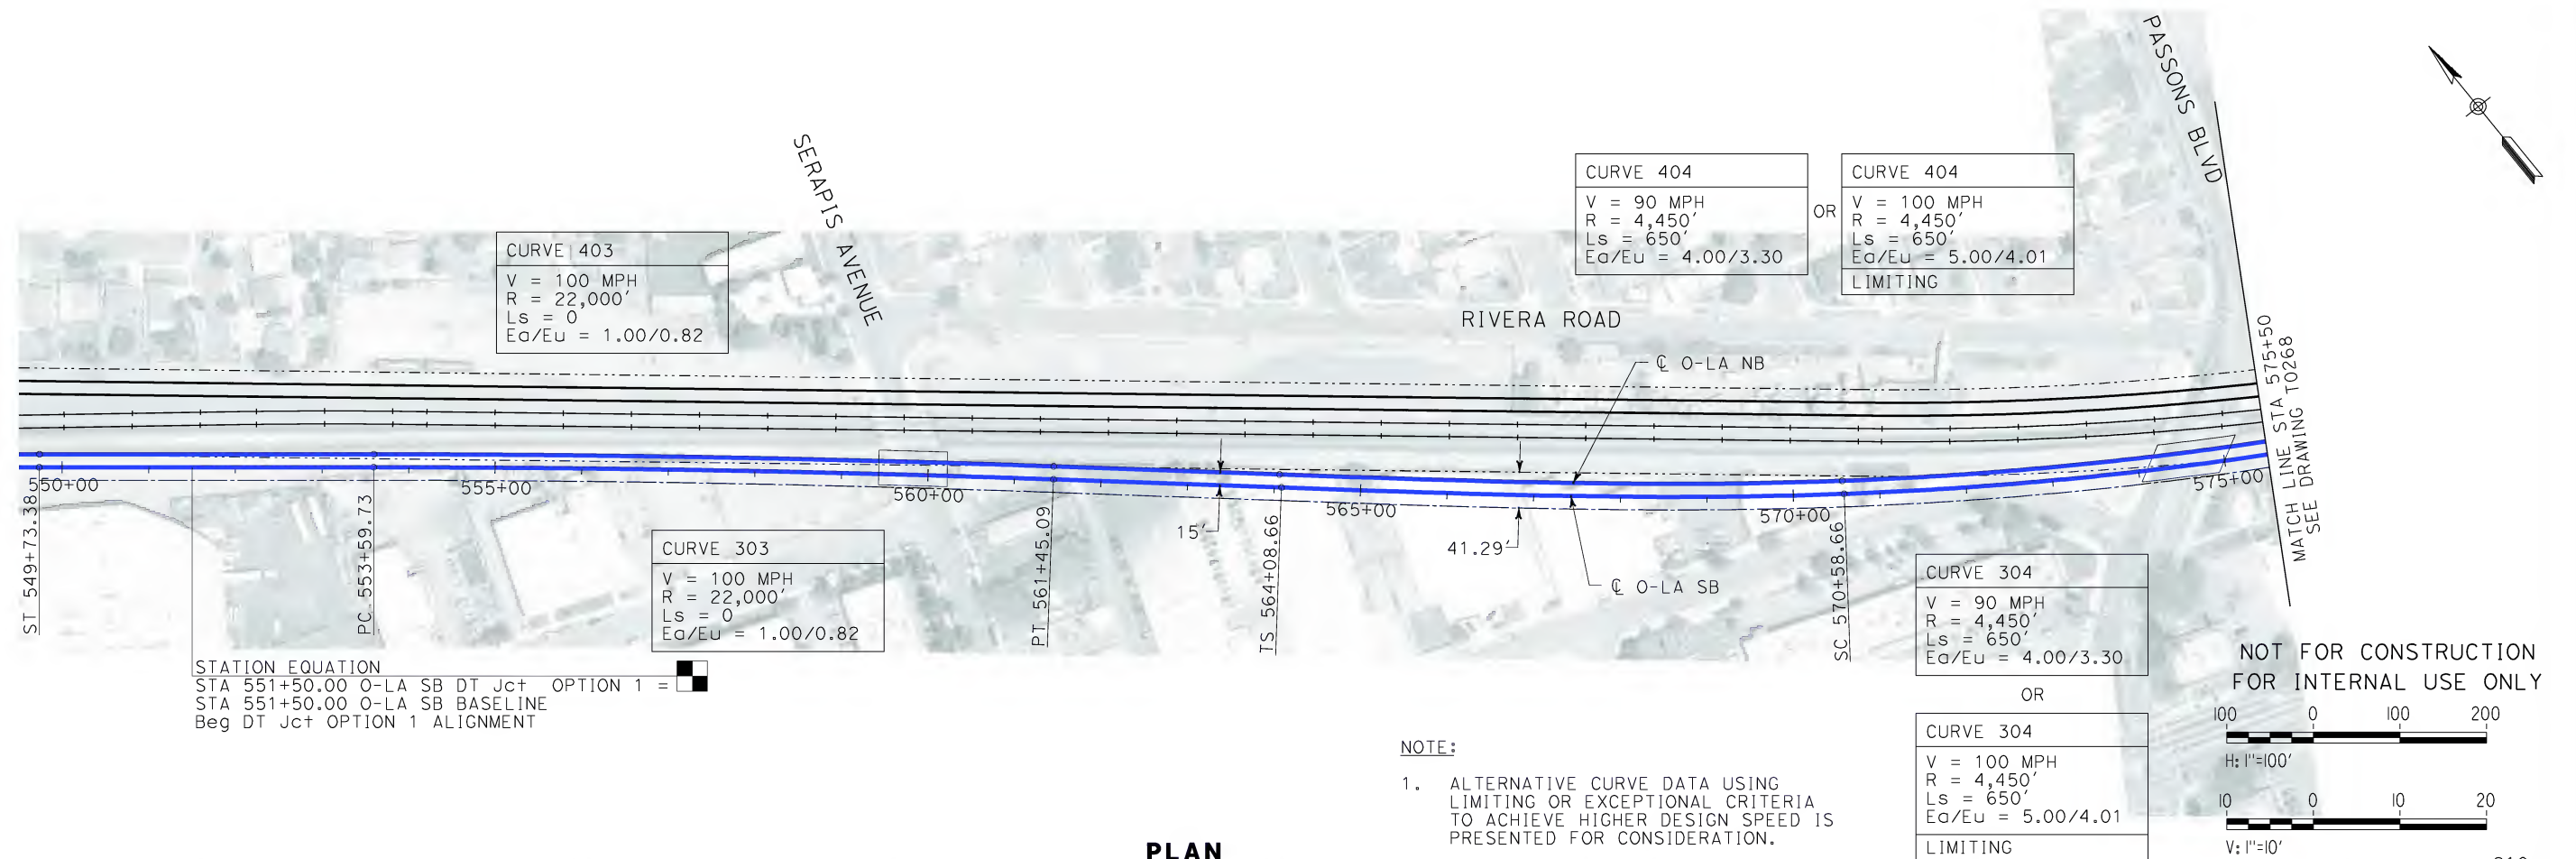 PASSONS BLVD
SERAPIS AVENUE
CURVE 404
V = 90 MPH
R = 4,450'
Ls = 650'
Ea/Eu = 4.00/3.30
OR
CURVE 404
V = 100 MPH
R = 4,450'
Ls = 650'
Ea/Eu = 5.00/4.01
LIMITING
CURVE 403
V = 100 MPH
R = 22,000'
Ls = 0
Ea/Eu = 1.00/0.82
RIVERA ROAD
℄ O-LA NB
MATCH LINE STA 575+50
SEE DRAWING T0268
550+00
555+00
560+00
565+00
570+00
575+00
ST 549+73.38
PC 553+59.73
PT 561+45.09
TS 564+08.66
SC 570+58.66
15'
41.29'
℄ O-LA SB
CURVE 303
V = 100 MPH
R = 22,000'
Ls = 0
Ea/Eu = 1.00/0.82
CURVE 304
V = 90 MPH
R = 4,450'
Ls = 650'
Ea/Eu = 4.00/3.30
OR
CURVE 304
V = 100 MPH
R = 4,450'
Ls = 650'
Ea/Eu = 5.00/4.01
LIMITING
STATION EQUATION
STA 551+50.00 O-LA SB DT Jct OPTION 1 =
STA 551+50.00 O-LA SB BASELINE
Beg DT Jct OPTION 1 ALIGNMENT
NOT FOR CONSTRUCTION
FOR INTERNAL USE ONLY
100 0 100 200
H: 1"=100'
10 0 10 20
V: 1"=10'
NOTE:
1. ALTERNATIVE CURVE DATA USING
LIMITING OR EXCEPTIONAL CRITERIA
TO ACHIEVE HIGHER DESIGN SPEED IS
PRESENTED FOR CONSIDERATION.
PLAN